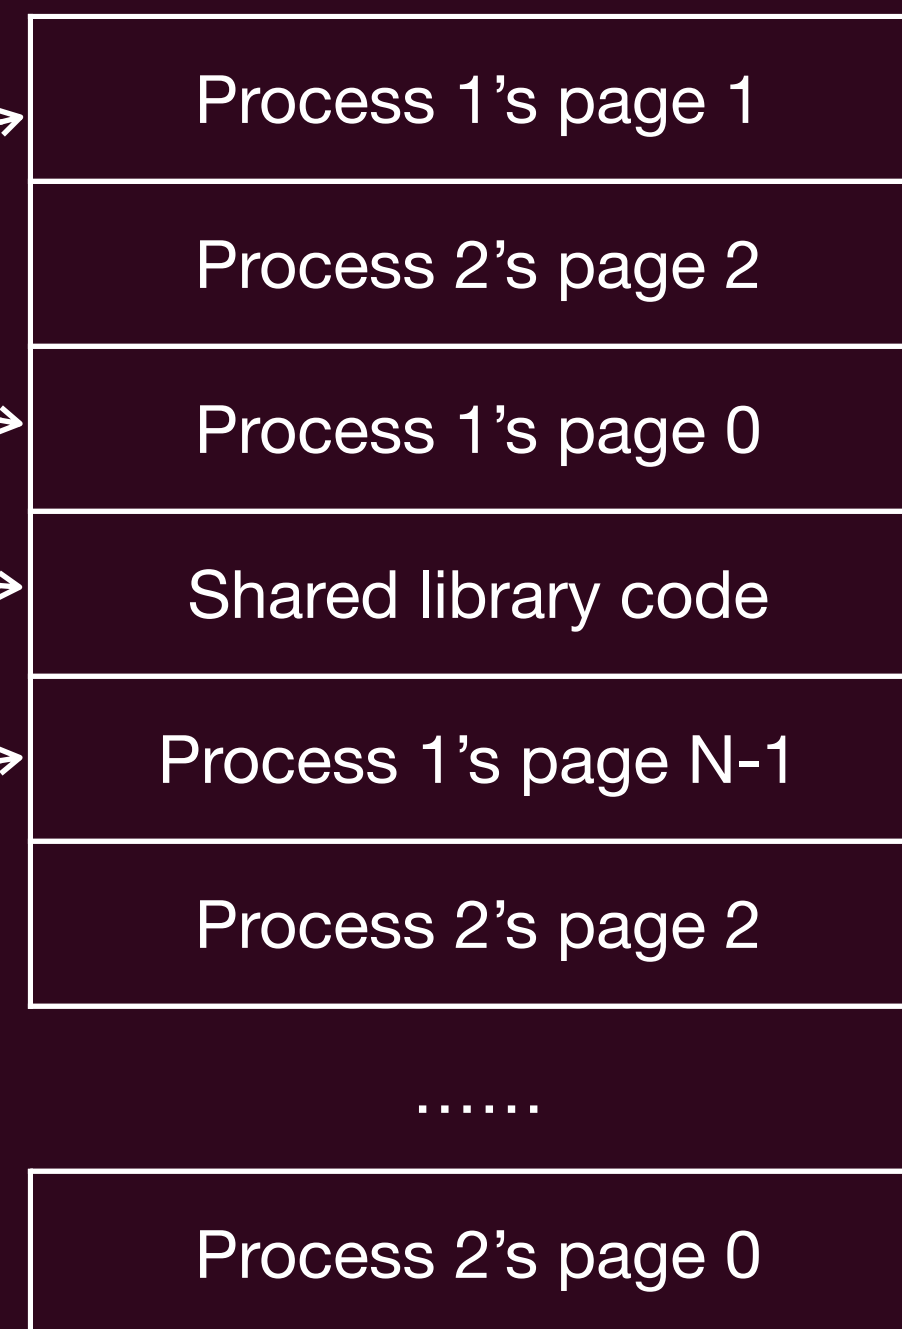 Process 1’s page 1
Process 2’s page 2
Process 1’s page 0
Shared library code
Process 1’s page N-1
Process 2’s page 2
......
Process 2’s page 0